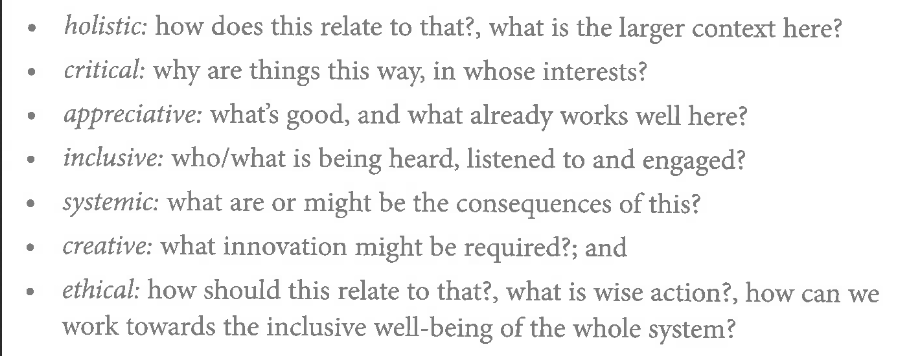 • holistic: how does this relate to that?, what is the larger context here?
• critical: why are things this way, in whose interests?
• appreciative: what's good, and what already works well here?
• inclusive: who/what is being heard, listened to and engaged?
• systemic: what are or might be the consequences of this?
• creative: what innovation might be required?; and
• ethical: how should this relate to that?, what is wise action?, how can we
work towards the inclusive well-being of the whole system?